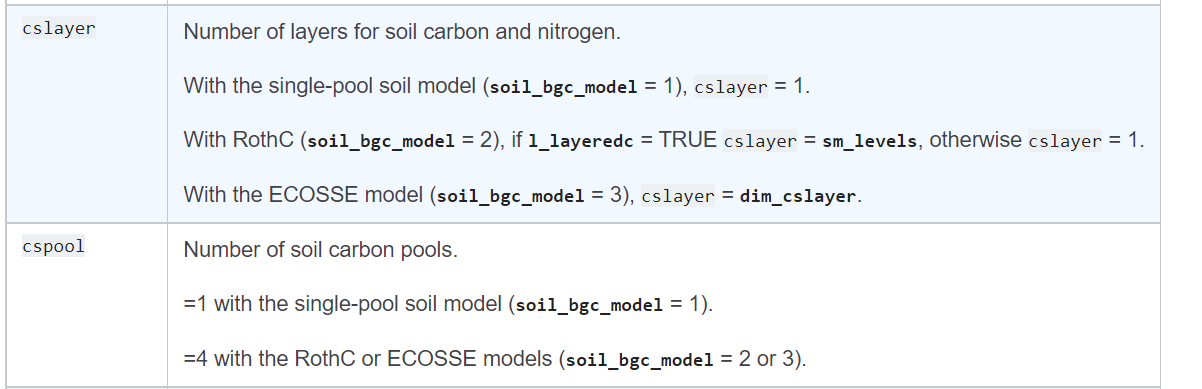 cslayer
Number of layers for soil carbon and nitrogen.
With the single-pool soil model (soil_bgc_model = 1), cslayer = 1.
With RothC (soil_bgc_model = 2), if l_layeredc = TRUE cslayer = sm_levels, otherwise cslayer = 1.
With the ECOSSE model (soil_bgc_model = 3), cslayer = dim_cslayer.
cspool
Number of soil carbon pools.
=1 with the single-pool soil model (soil_bgc_model = 1).
=4 with the RothC or ECOSSE models (soil_bgc_model = 2 or 3).